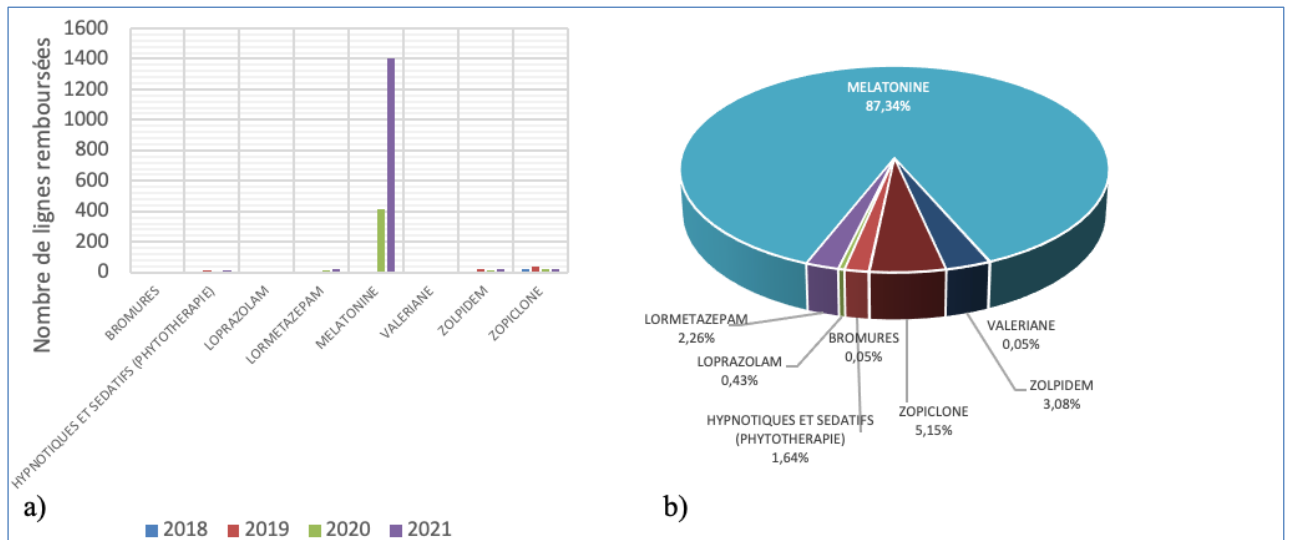 Nombre de lignes remboursées
1600
1400
1200
1000
800
600
400
200
0
BROMURES
HYPNOTIQUES ET SEDATIFS (PHYTOTHERAPIE)
LOPRAZOLAM
LORMETAZEPAM
MELATONINE
VALERIANE
ZOLPIDEM
ZOPICLONE
a)
2018 2019 2020 2021
MELATONINE
87,34%
LORMETAZEPAM
2,26%
LOPRAZOLAM
0,43%
BROMURES
0,05%
HYPNOTIQUES ET SEDATIFS
(PHYTOTHERAPIE)
1,64%
ZOPICLONE
5,15%
VALERIANE
0,05%
ZOLPIDEM
3,08%
b)